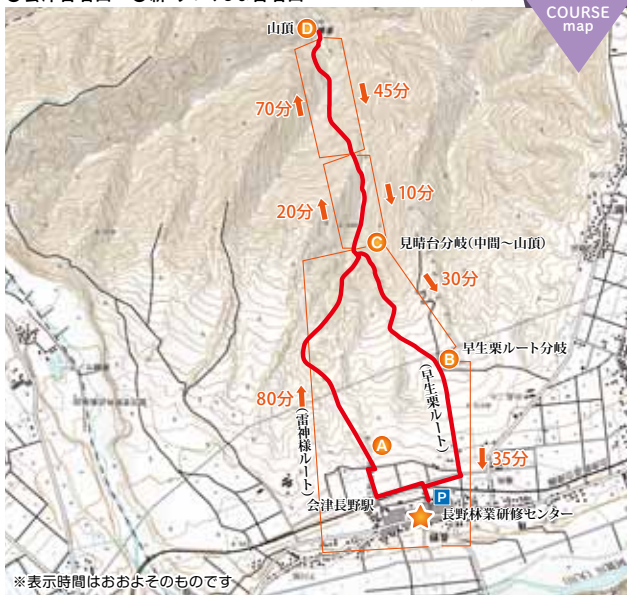 COURSE
map
山頂 D
70分
45分
20分
10分
C
見晴台分岐(中間～山頂)
30分
B 早生栗ルート分岐
80分
(雷神様ルート)
A
(早生栗ルート)
35分
会津長野駅
P
長野林業研修センター
※表示時間はおおよそのものです